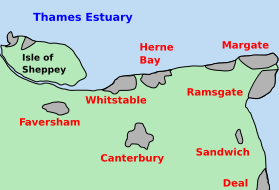 Thames Estuary
Herne
Bay
Margate
Isle of
Sheppey
Whitstable
Ramsgate
Faversham
Canterbury
Sandwich
Deal